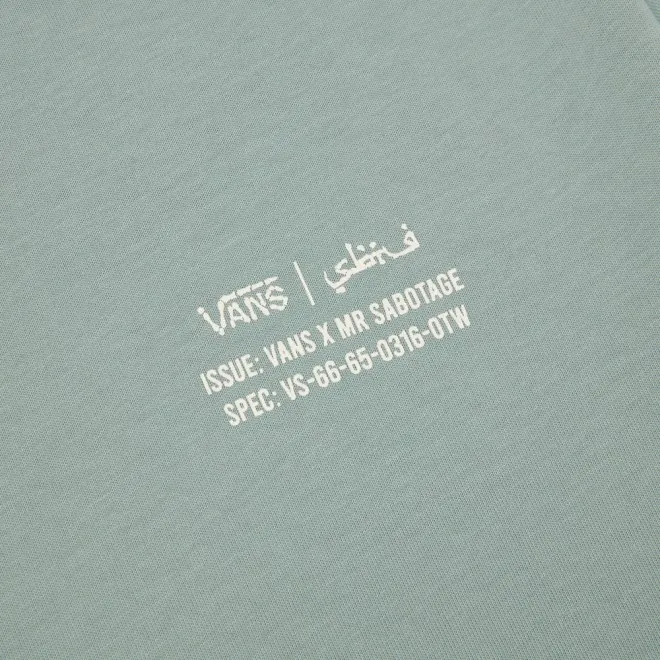 VANS |
ISSUE: VANS X MR SABOTAGE
SPEC: VS-66-65-0316-OTW